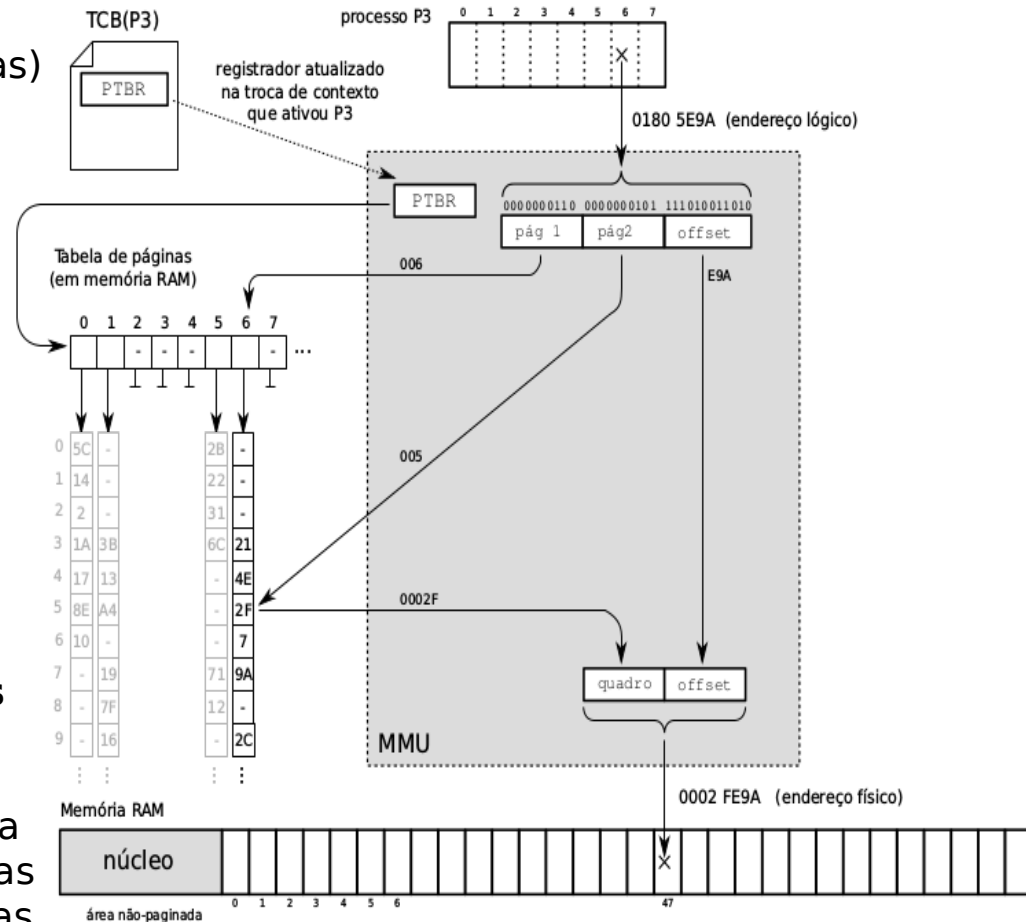 TCB(P3)
PTBR
as)
registrador atualizado
na troca de contexto
que ativou P3
processo P3
0 1 2 3 4 5 6 7
X
0180 5E9A (endereço lógico)
PTBR
0000000110 0000000101 111010011010
pág 1 pág2 offset
006
E9A
Tabela de páginas
(em memória RAM)
0 1 2 3 4 5 6 7
- - - - ...
0 5C - 2B -
1 14 - 22 -
2 2 - 31 -
3 1A 3B 6C 21
4 17 13 - 4E
5 8E A4 - 2F
6 10 - - 7
7 - 19 71 9A
8 - 7F 12 -
9 - 16 - 2C
005
0002F
quadro offset
MMU
s
0002 FE9A (endereço físico)
Memória RAM
a
as
as
núcleo
X
0 1 2 3 4 5 6 47
área não-paginada